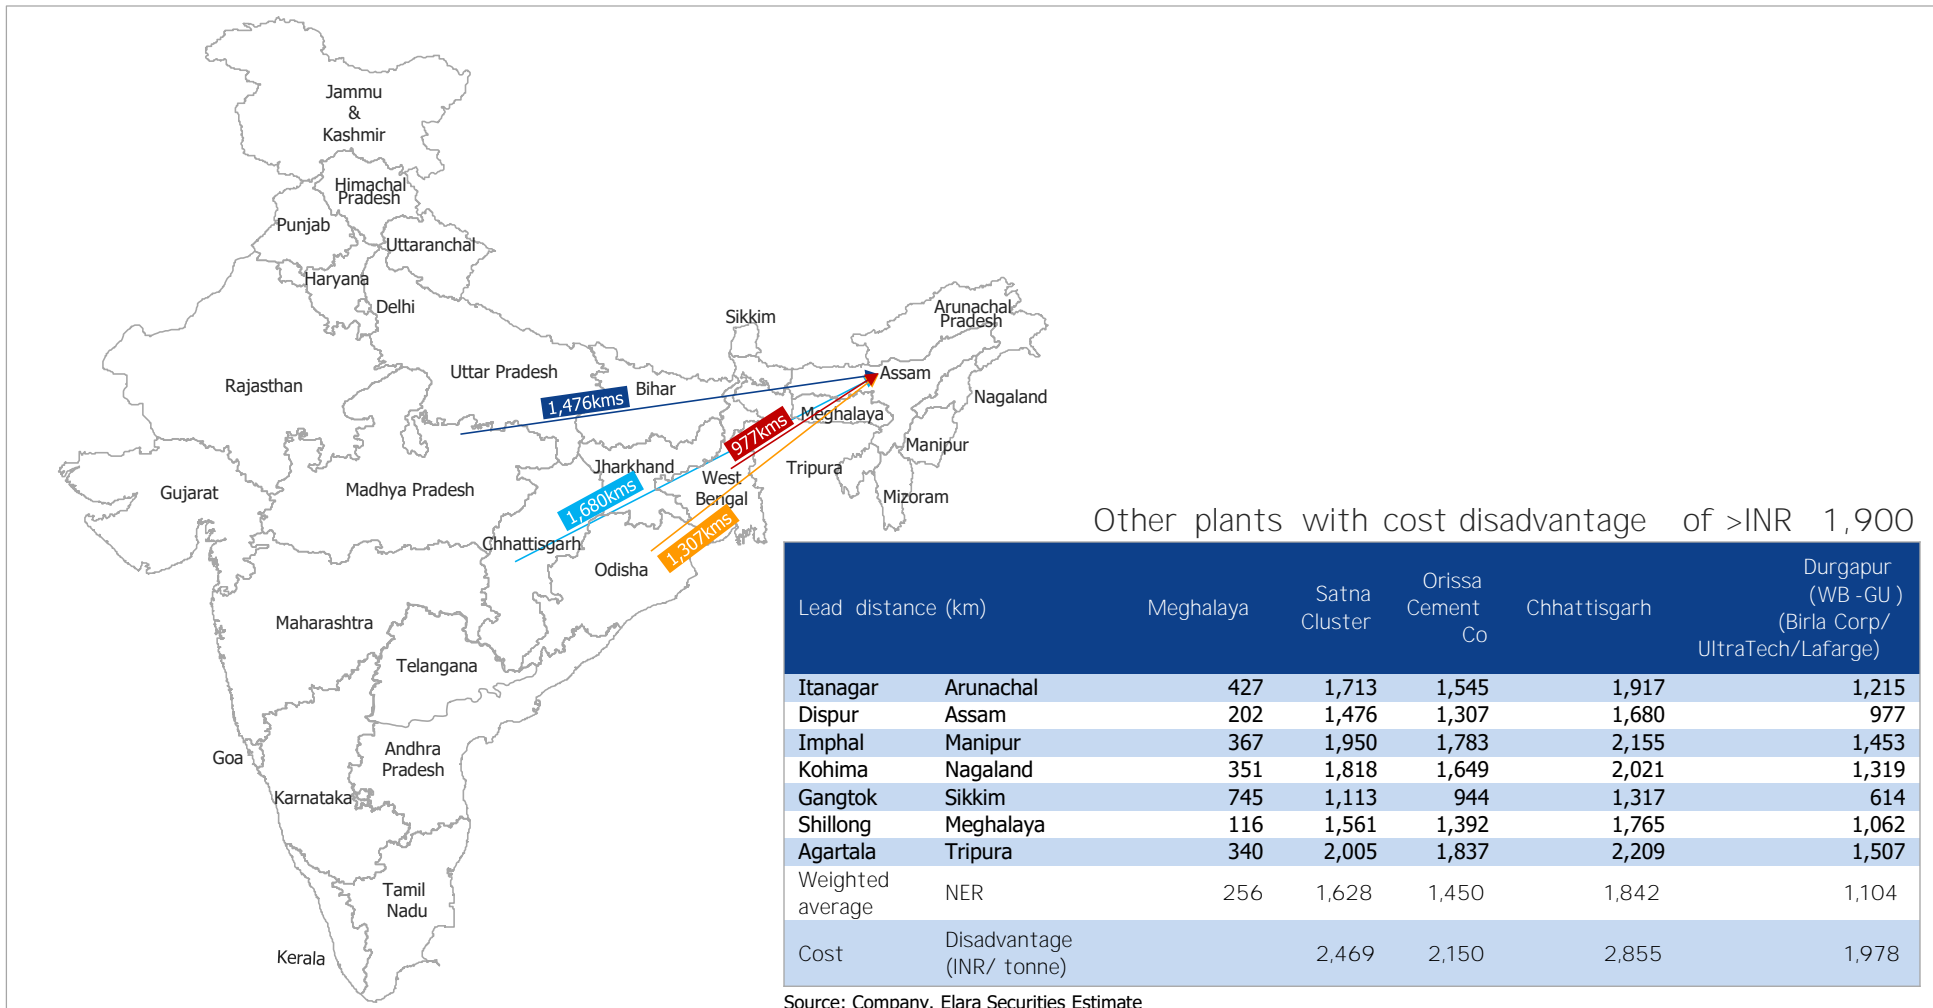 Jammu
&
Kashmir
Himachal
Pradesh
Punjab
Uttaranchal
Haryana
Delhi
Sikkim
Arunachal
Pradesh
Rajasthan
Uttar Pradesh
Bihar
Assam
Nagaland
1,476kms
Meghalaya
977kms
Manipur
Jharkhand
Tripura
West
Bengal
Gujarat
Madhya Pradesh
Mizoram
1,680kms
1,307kms
Chhattisgarh
Odisha
Maharashtra
Telangana
Goa
Andhra
Pradesh
Karnataka
Tamil
Nadu
Kerala
Other plants with cost disadvantage of >INR 1,900
Lead distance (km) Meghalaya Satna Cluster Orissa Cement Co Chhattisgarh Durgapur (WB -GU ) (Birla Corp/ UltraTech/Lafarge)
Itanagar Arunachal 427 1,713 1,545 1,917 1,215
Dispur Assam 202 1,476 1,307 1,680 977
Imphal Manipur 367 1,950 1,783 2,155 1,453
Kohima Nagaland 351 1,818 1,649 2,021 1,319
Gangtok Sikkim 745 1,113 944 1,317 614
Shillong Meghalaya 116 1,561 1,392 1,765 1,062
Agartala Tripura 340 2,005 1,837 2,209 1,507
Weighted average NER 256 1,628 1,450 1,842 1,104
Cost Disadvantage (INR/ tonne) 2,469 2,150 2,855 1,978
Source: Company, Elara Securities Estimate